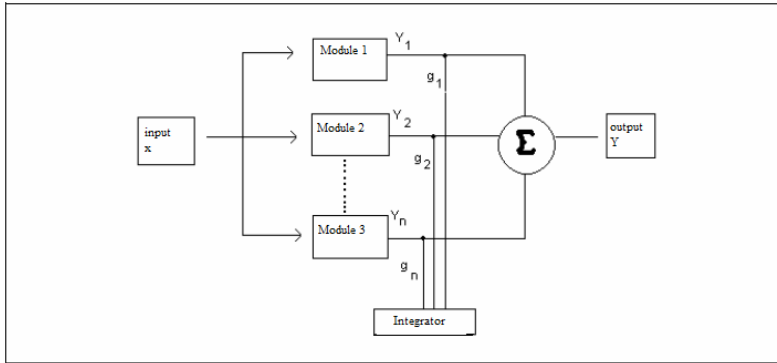 Module 1
Y1
g1
input
x
Module 2
Y2
g2
Σ
output
Y
Module 3
Yn
gn
Integrator